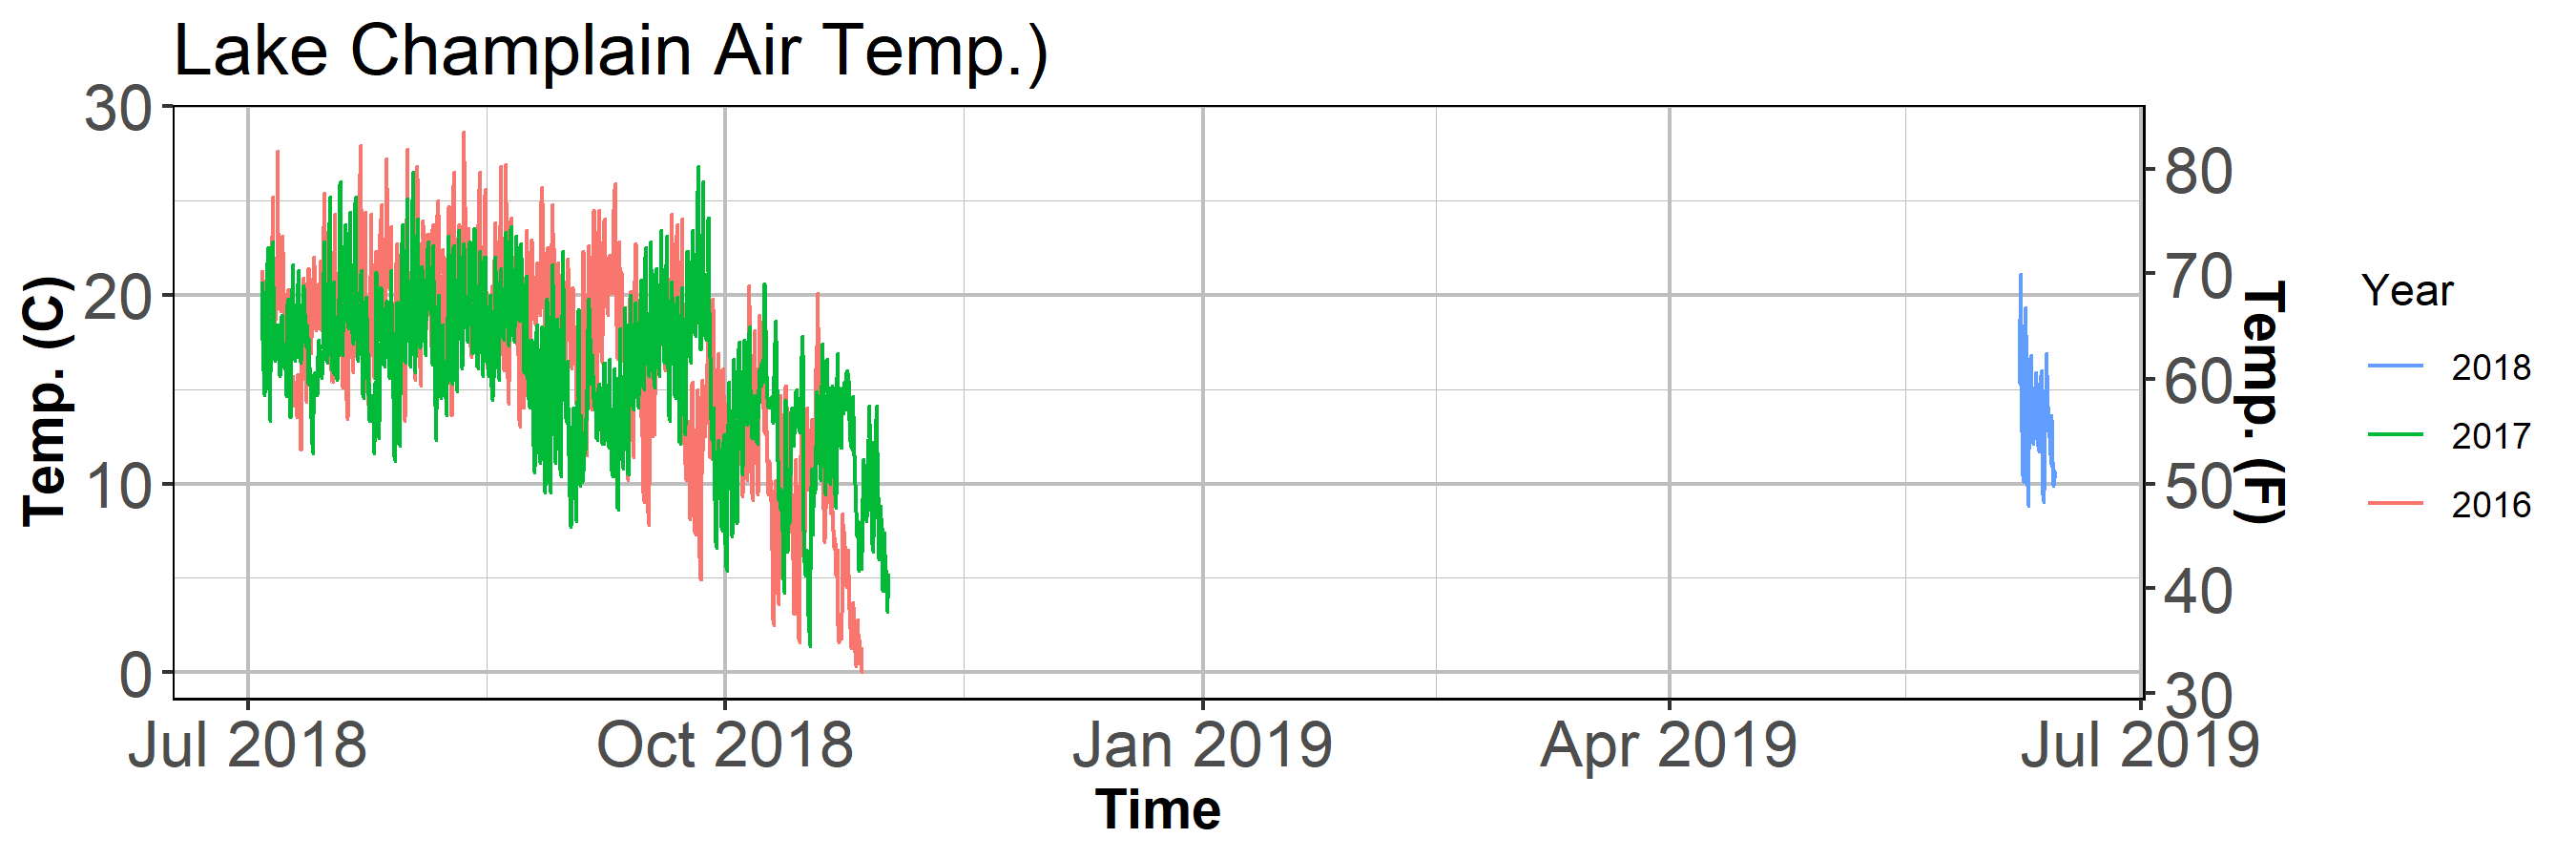 Lake Champlain Air Temp.)
30
20
10
0
Temp. (C)
80
70
60
50
40
30
Temp. (F)
Jul 2018
Oct 2018
Jan 2019
Apr 2019
Jul 2019
Time
Year
2018
2017
2016